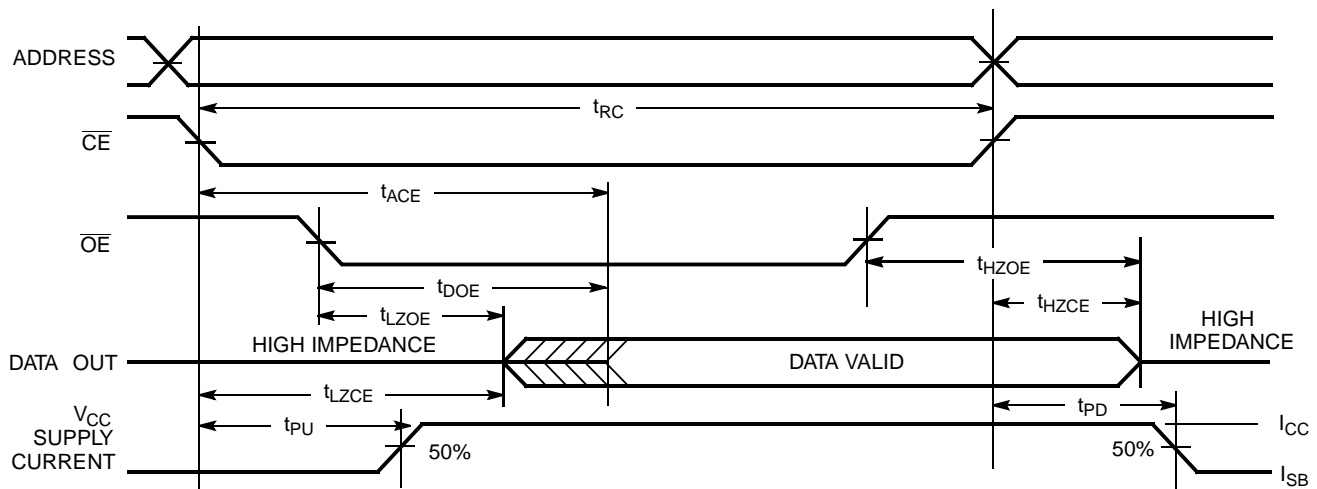 ADDRESS
tRC
CE
tACE
OE
tHZOE
tDOE
tHZCE
tLZOE
HIGH IMPEDANCE
HIGH
IMPEDANCE
DATA OUT
DATA VALID
tLZCE
VCC
SUPPLY
CURRENT
tPU
50%
tPD
50%
ICC
ISB